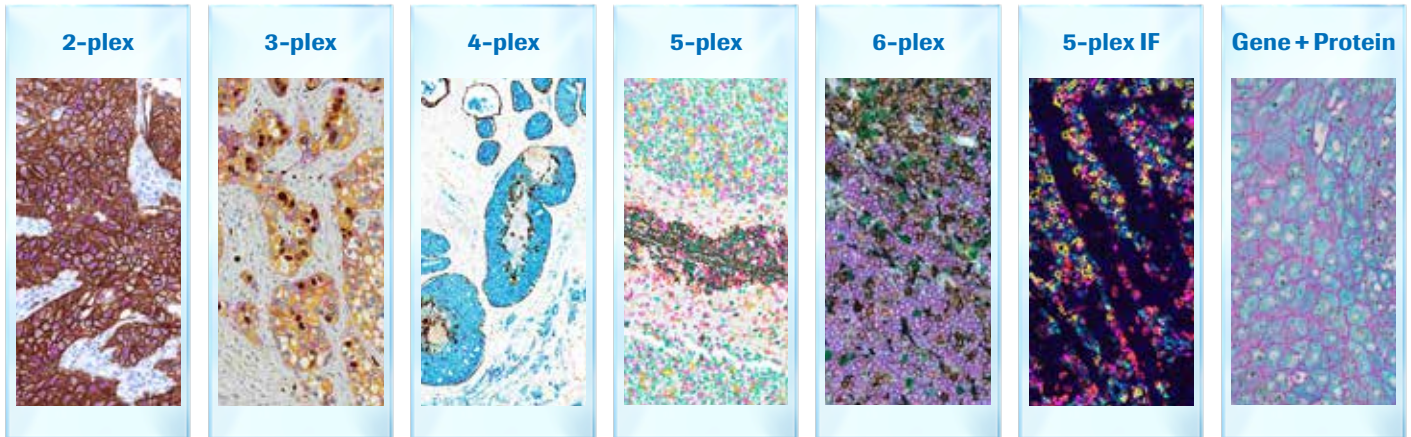 2-plex
3-plex
4-plex
5-plex
6-plex
5-plex IF
Gene + Protein